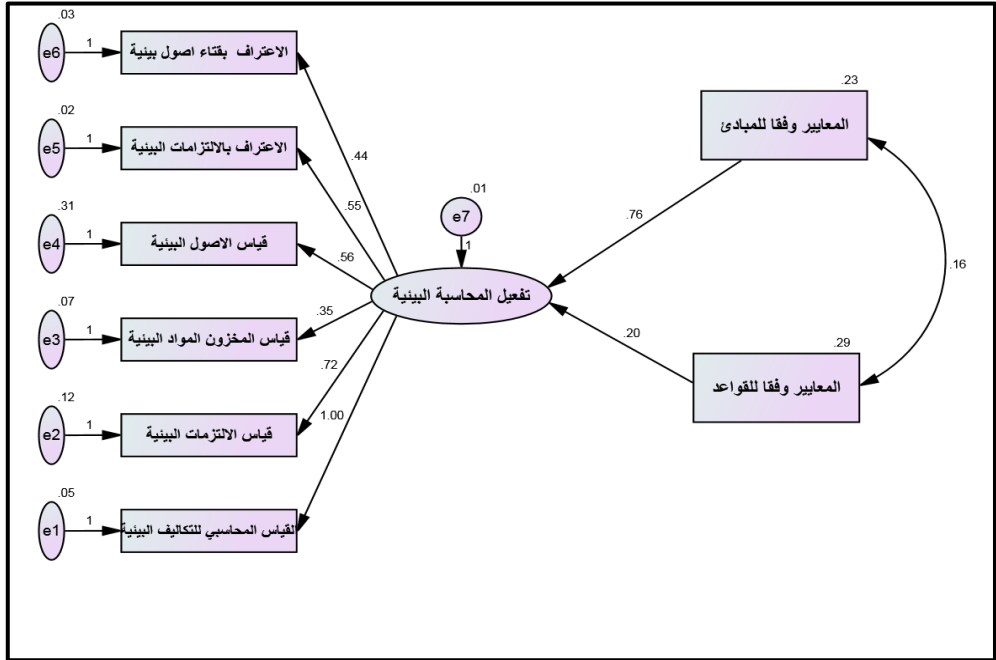 .03
e6
1
الاعتراف بقتاء اصول بيئية
.02
e5
1
الاعتراف بالالتزامات البيئية
.31
e4
1
قياس الاصول البيئية
.07
e3
1
قياس المخزون المواد البيئية
.12
e2
1
قياس الالتزمات البيئية
.05
e1
1
القياس المحاسبي للتكاليف البيئية
.44
.55
.56
.35
.72
1.00
.01
e7
1
تفعيل المحاسبة البيئية
.76
.20
.23
المعايير وفقا للمبادئ
.16
.29
المعايير وفقا للقواعد